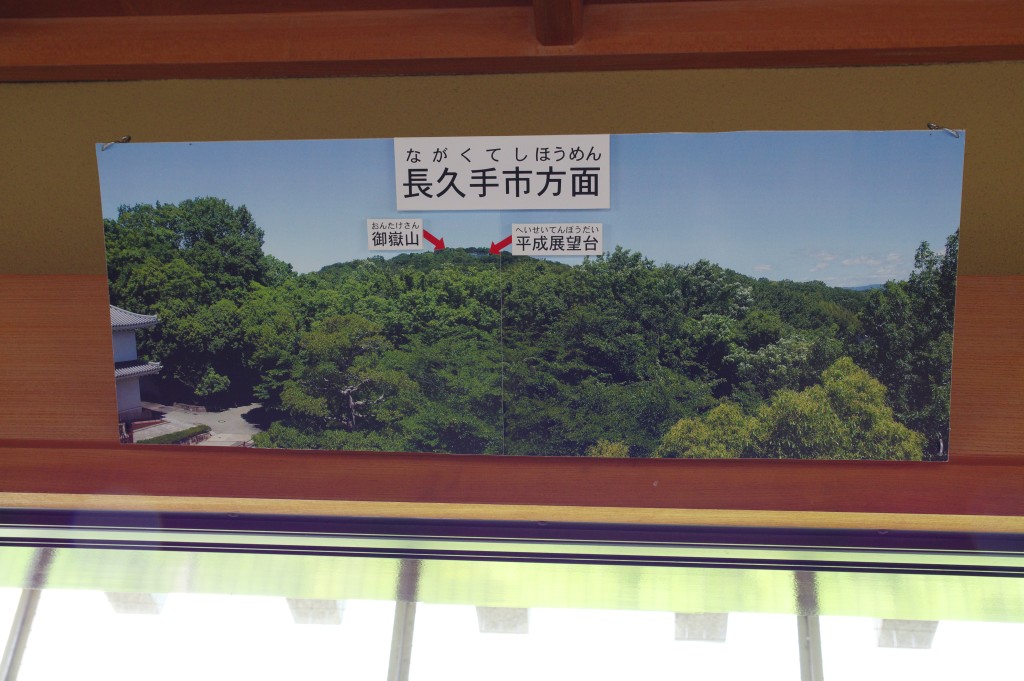 ながくてしほうめん
長久手市方面
おんたけさん
御嶽山
へいせいてんぼうだい
平成展望台